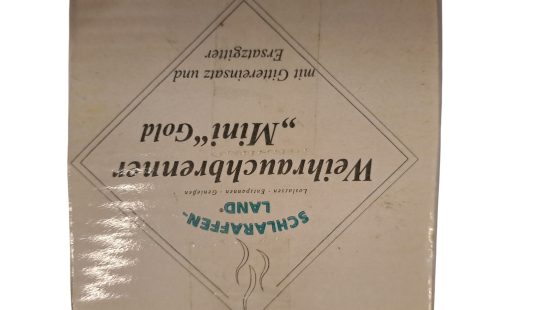 SCHLARAFFEN-
LAND®
Loslassen - Entspannen - Genießen
Weihrauchbrenner
„Mini“Gold
mit Gittereinsatz und
Ersatzgitter